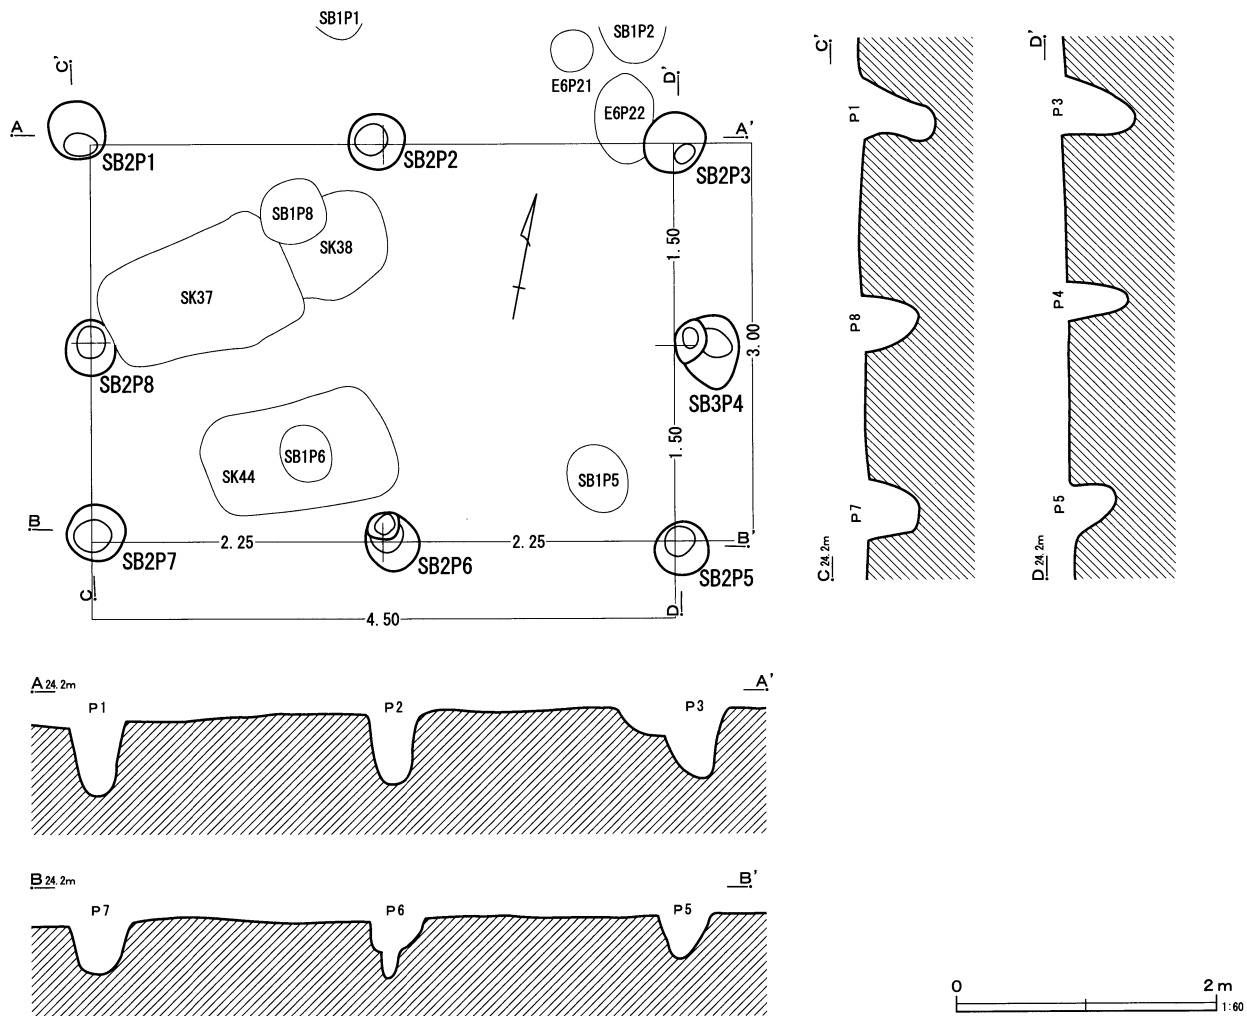 SB1P1
SB1P2
E6P21
E6P22
C'
D'
A
A'
SB2P1
SB2P2
SB2P3
SB1P8
SK38
SK37
1.50
3.00
SB2P8
SB3P4
1.50
SK44
SB1P6
SB1P5
B
B'
2.25
2.25
SB2P7
SB2P6
SB2P5
C
D
4.50
C'
P1
P8
P7
C 24.2m
D'
P3
P4
P5
D 24.2m
A 24.2m
A'
P1
P2
P3
B 24.2m
B'
P7
P6
P5
0
2m
1:60